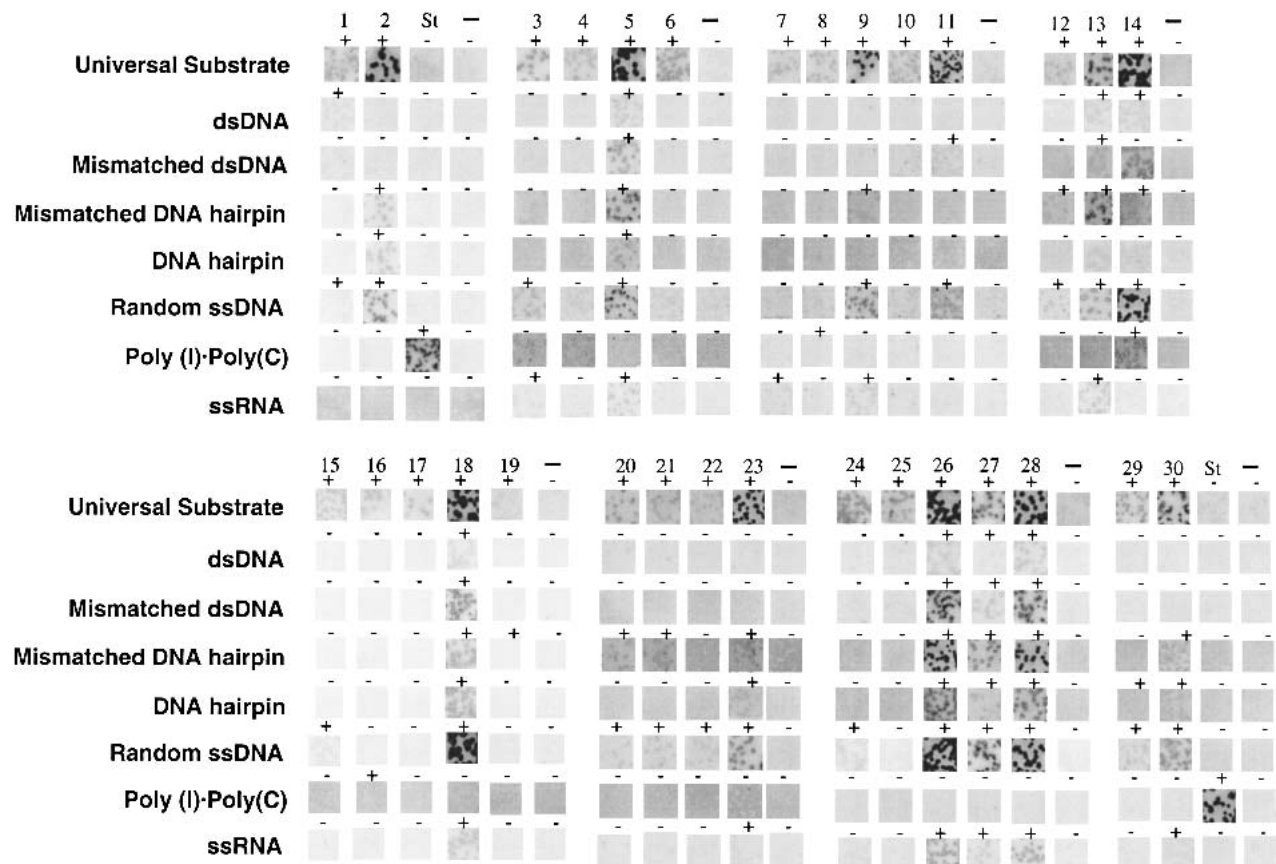 1 2 St — 3 4 5 6 — 7 8 9 10 11 — 12 13 14 —
+ + - - + + + + - + + + + + - + + + -
Universal Substrate
+ - - - - - + - - - - - - - - - + + -
dsDNA
- - - - - - + - - - - - - + - - + - -
Mismatched dsDNA
- + - - - - + - - - - + - - - + + + -
Mismatched DNA hairpin
- + - - - - + - - - - - - - - - - - -
DNA hairpin
+ + - - + - + - - - - + - + - + + + -
Random ssDNA
- - + - - - - - - - + - - - - - - + -
Poly (I)·Poly(C)
- - - - + - + - - + - + - - - - + - -
ssRNA
15 16 17 18 19 — 20 21 22 23 — 24 25 26 27 28 — 29 30 St —
+ + + + + - + + + + - + + + + + - + + - -
Universal Substrate
- - - + - - - - - - - - - + + + - - - - -
dsDNA
- - - + - - - - - - - - - + + + - - - - -
Mismatched dsDNA
- - - + + - + + - + - - - + + + - - + - -
Mismatched DNA hairpin
- - - + - - - - - + - - - + + + - + + - -
DNA hairpin
+ - - + - - + + + + - + - + + + - + + - -
Random ssDNA
- + - - - - - - - - - - - - - - - - - + -
Poly (I)·Poly(C)
- - - + - - - - - + - - - + + + - - + - -
ssRNA